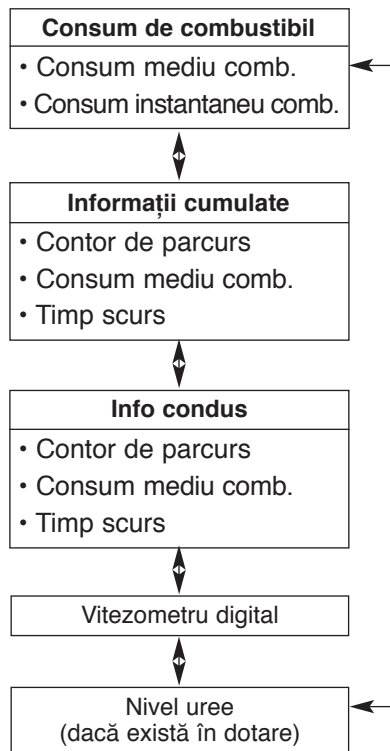 Consum de combustibil
• Consum mediu comb.
• Consum instantaneu comb.
Informații cumulate
• Contor de parcurs
• Consum mediu comb.
• Timp scurs
Info condus
• Contor de parcurs
• Consum mediu comb.
• Timp scurs
Vitezometru digital
Nivel uree
(dacă există în dotare)